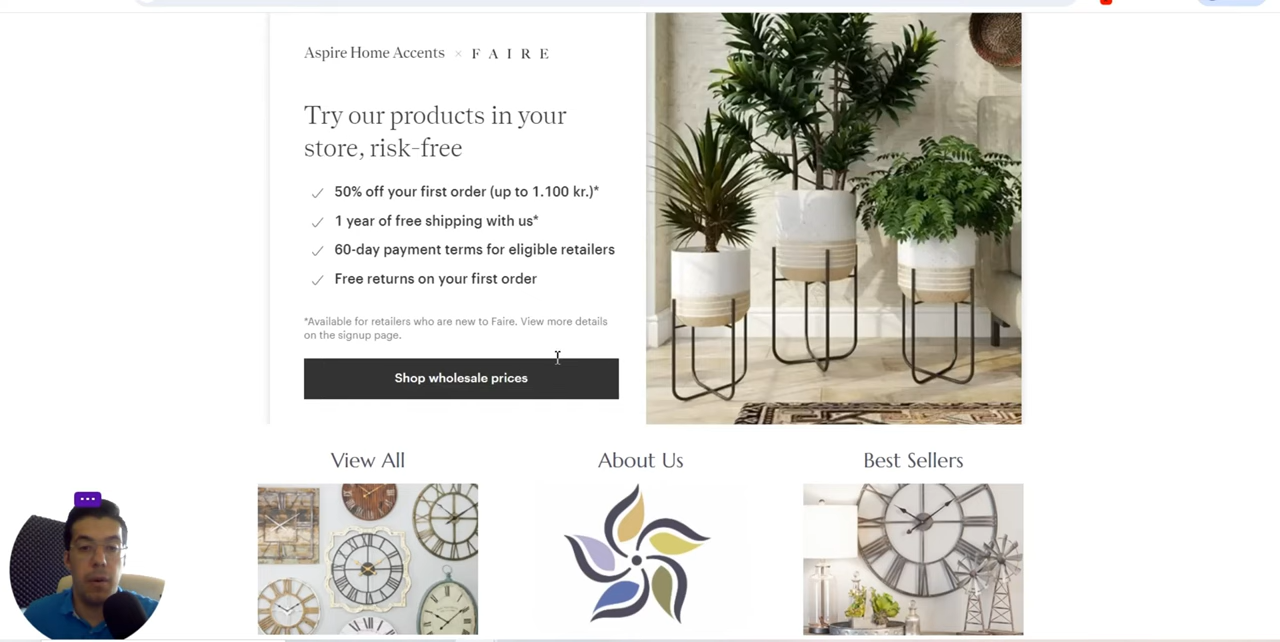 Aspire Home Accents × FAIRE
Try our products in your
store, risk-free
50% off your first order (up to 1.100 kr.)*
1 year of free shipping with us*
60-day payment terms for eligible retailers
Free returns on your first order
*Available for retailers who are new to Faire. View more details
on the signup page.
Shop wholesale prices
View All
About Us
Best Sellers